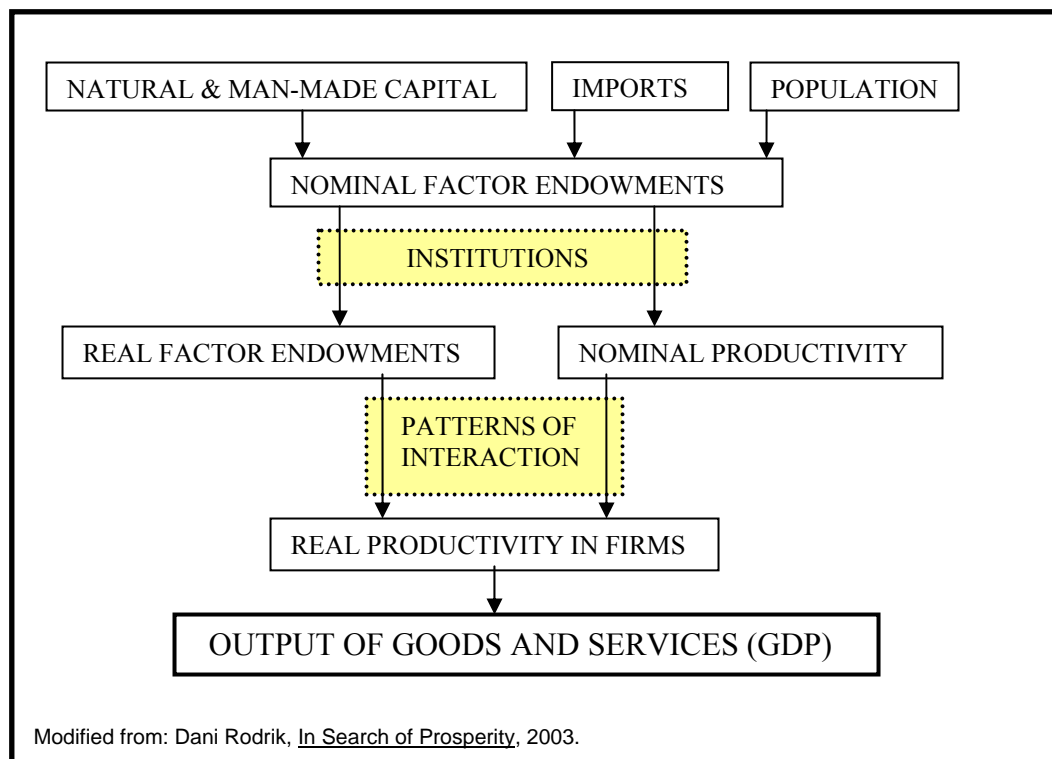 NATURAL & MAN-MADE CAPITAL
IMPORTS
POPULATION
NOMINAL FACTOR ENDOWMENTS
INSTITUTIONS
REAL FACTOR ENDOWMENTS
NOMINAL PRODUCTIVITY
PATTERNS OF
INTERACTION
REAL PRODUCTIVITY IN FIRMS
OUTPUT OF GOODS AND SERVICES (GDP)
Modified from: Dani Rodrik, In Search of Prosperity, 2003.